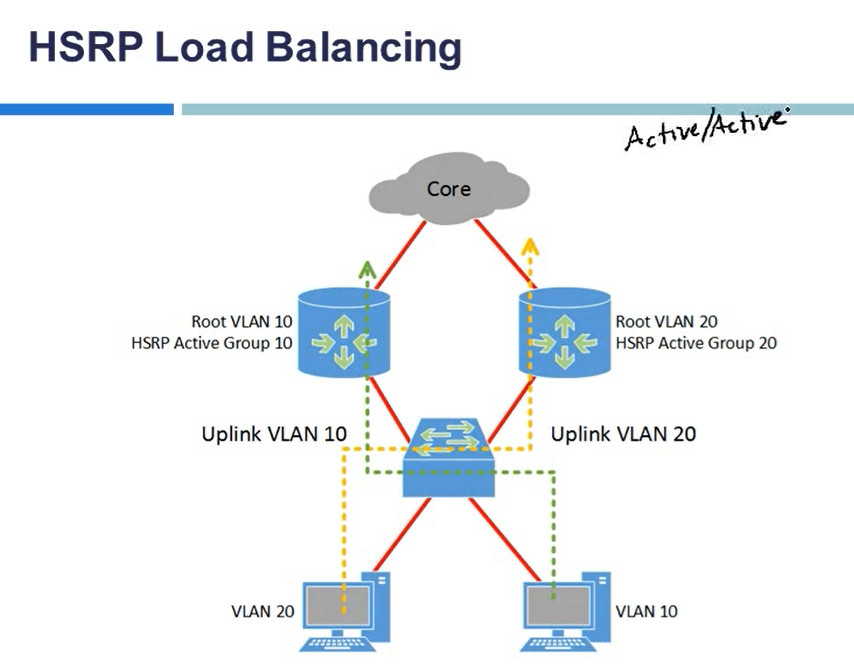 HSRP Load Balancing
Active/Active
Core
Root VLAN 10
HSRP Active Group 10
Root VLAN 20
HSRP Active Group 20
Uplink VLAN 10
Uplink VLAN 20
VLAN 20
VLAN 10